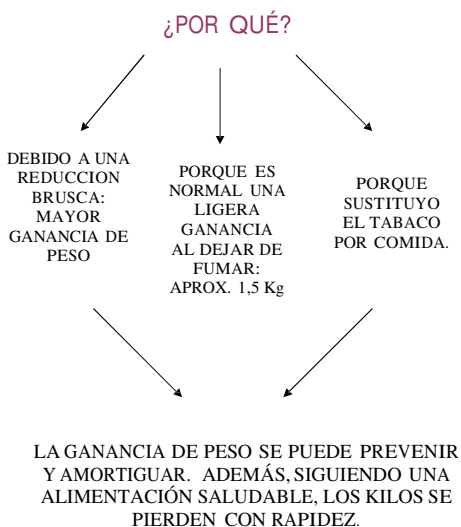 ¿POR QUÉ?
DEBIDO A UNA
REDUCCION
BRUSCA:
MAYOR
GANANCIA DE
PESO
PORQUE ES
NORMAL UNA
LIGERA
GANANCIA
AL DEJAR DE
FUMAR:
APROX. 1,5 Kg
PORQUE
SUSTITUYO
EL TABACO
POR COMIDA.
LA GANANCIA DE PESO SE PUEDE PREVENIR
Y AMORTIGUAR. ADEMÁS, SIGUIENDO UNA
ALIMENTACIÓN SALUDABLE, LOS KILOS SE
PIERDEN CON RAPIDEZ.